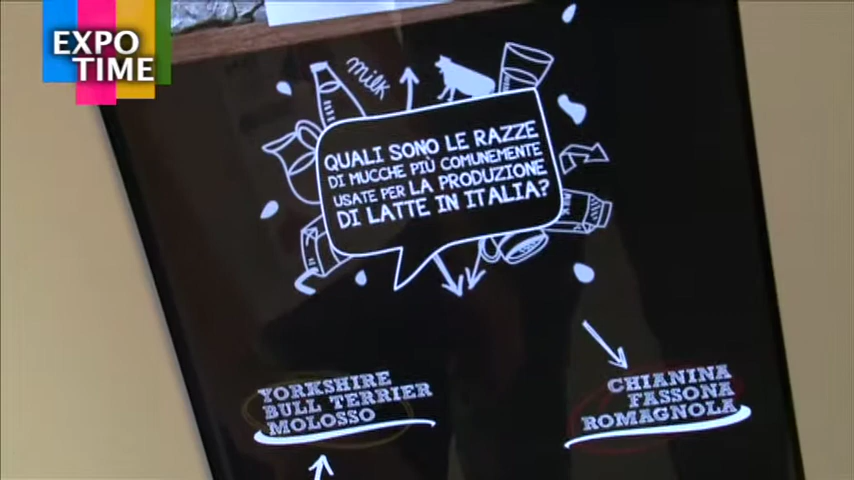 EXPO
TIME
milk
QUALI SONO LE RAZZE
DI MUCCHE PIÙ COMUNEMENTE
USATE PER LA PRODUZIONE
DI LATTE IN ITALIA?
YORKSHIRE
BULL TERRIER
MOLOSSO
CHIANINA
FASSONA
ROMAGNOLA